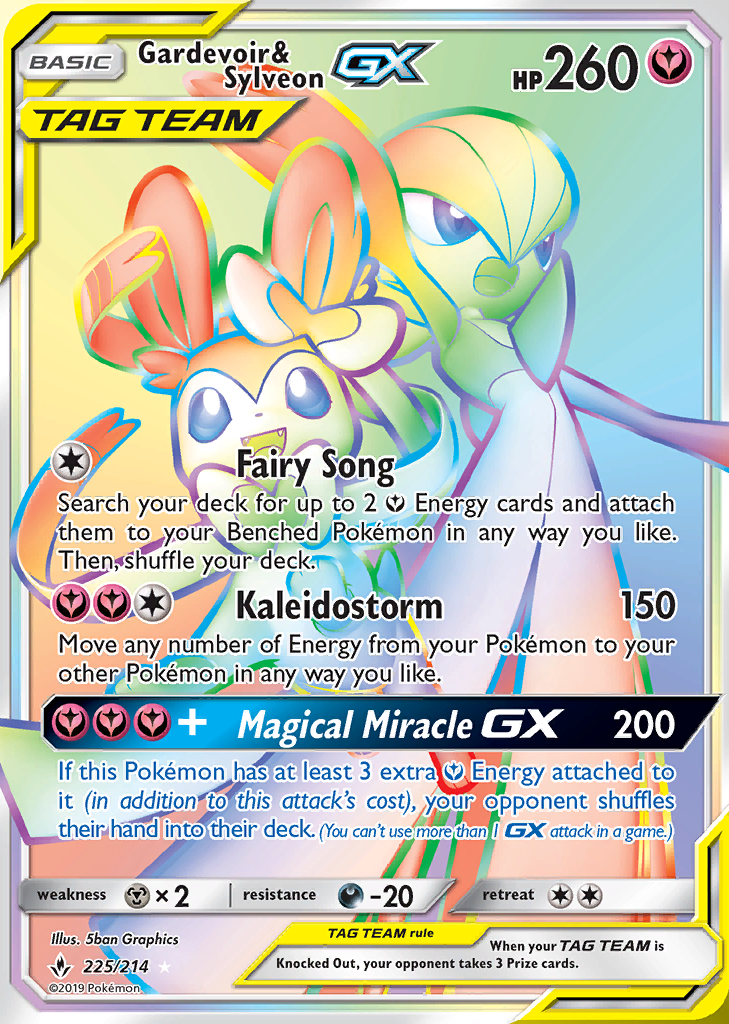 BASIC
Gardevoir&
Sylveon GX
HP 260
TAG TEAM
Fairy Song
Search your deck for up to 2 Energy cards and attach
them to your Benched Pokémon in any way you like.
Then, shuffle your deck.
Kaleidostorm 150
Move any number of Energy from your Pokémon to your
other Pokémon in any way you like.
+ Magical Miracle GX 200
If this Pokémon has at least 3 extra Energy attached to
it (in addition to this attack's cost), your opponent shuffles
their hand into their deck. (You can't use more than 1 GX attack in a game.)
weakness ×2 resistance -20 retreat
Illus. 5ban Graphics
225/214
©2019 Pokémon
TAG TEAM rule
When your TAG TEAM is
Knocked Out, your opponent takes 3 Prize cards.